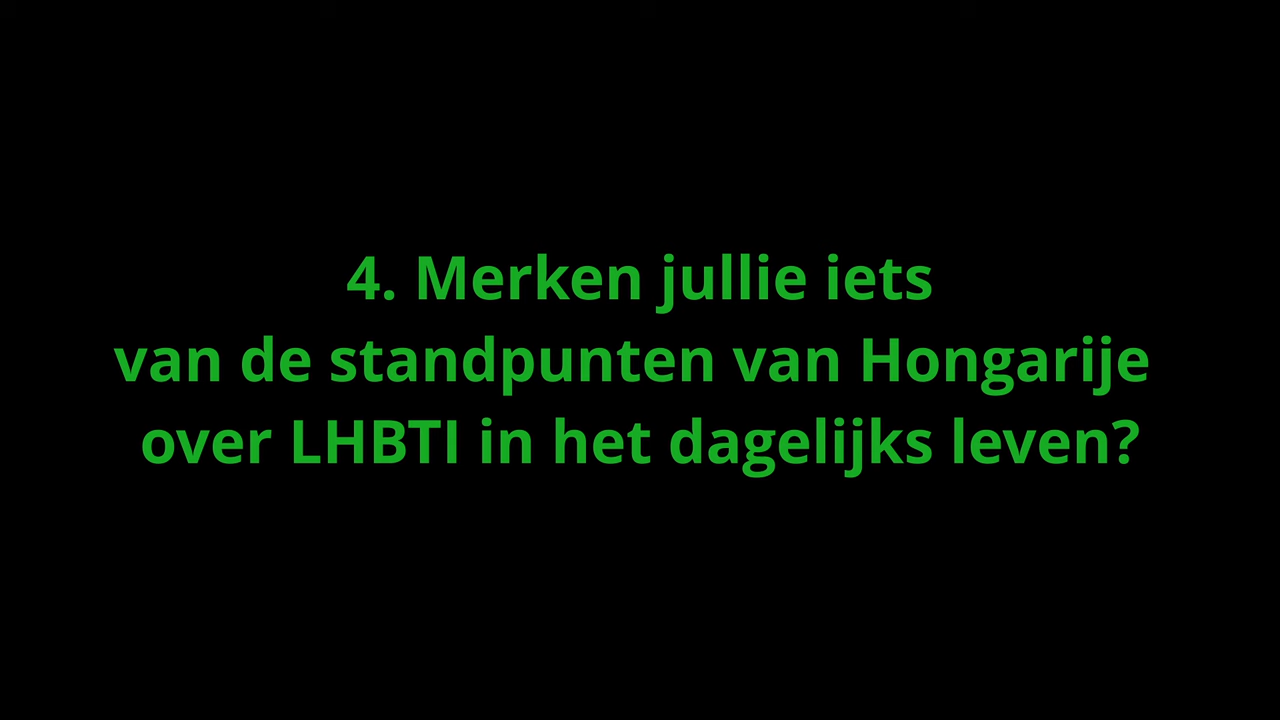 4. Merken jullie iets
van de standpunten van Hongarije
over LHBTI in het dagelijks leven?